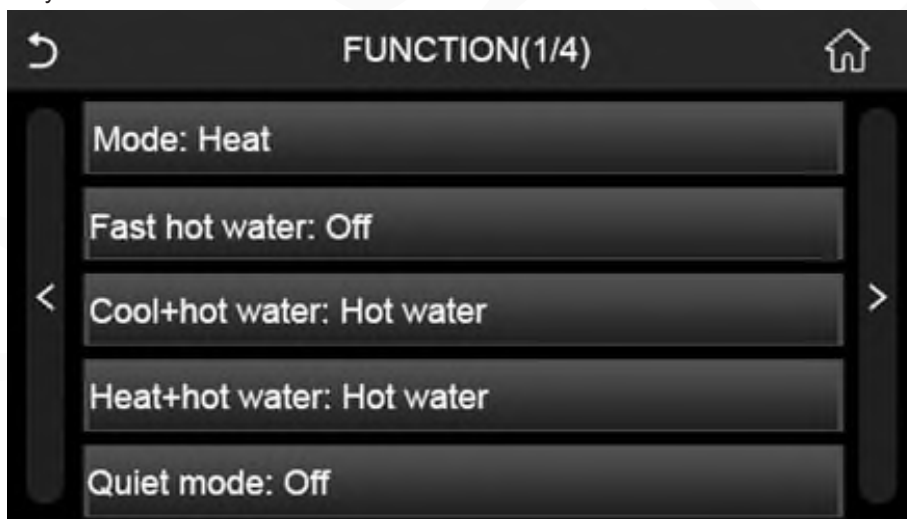 FUNCTION(1/4)
Mode: Heat
Fast hot water: Off
Cool+hot water: Hot water
<
>
Heat+hot water: Hot water
Quiet mode: Off